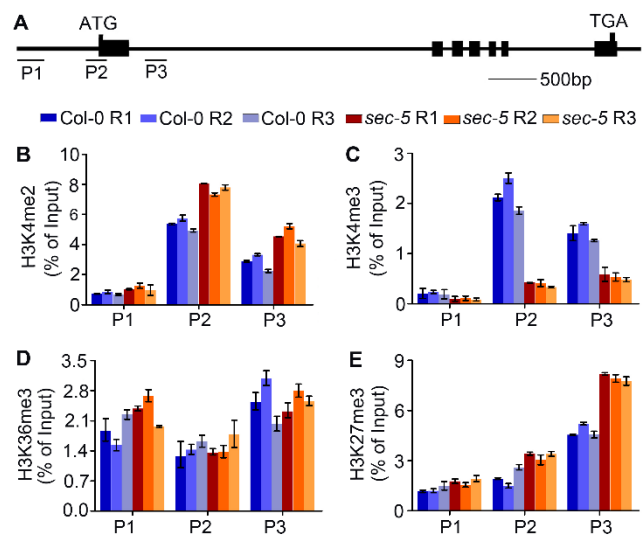 A
ATG
TGA
P1 P2 P3
500bp
Col-0 R1 Col-0 R2 Col-0 R3 sec-5 R1 sec-5 R2 sec-5 R3
B
H3K4me2
(% of Input)
10
8
6
4
2
0
P1 P2 P3
C
H3K4me3
(% of Input)
3
2
1
0
P1 P2 P3
D
H3K36me3
(% of Input)
3.5
2.8
2.1
1.4
0.7
0.0
P1 P2 P3
E
H3K27me3
(% of Input)
9
6
3
0
P1 P2 P3